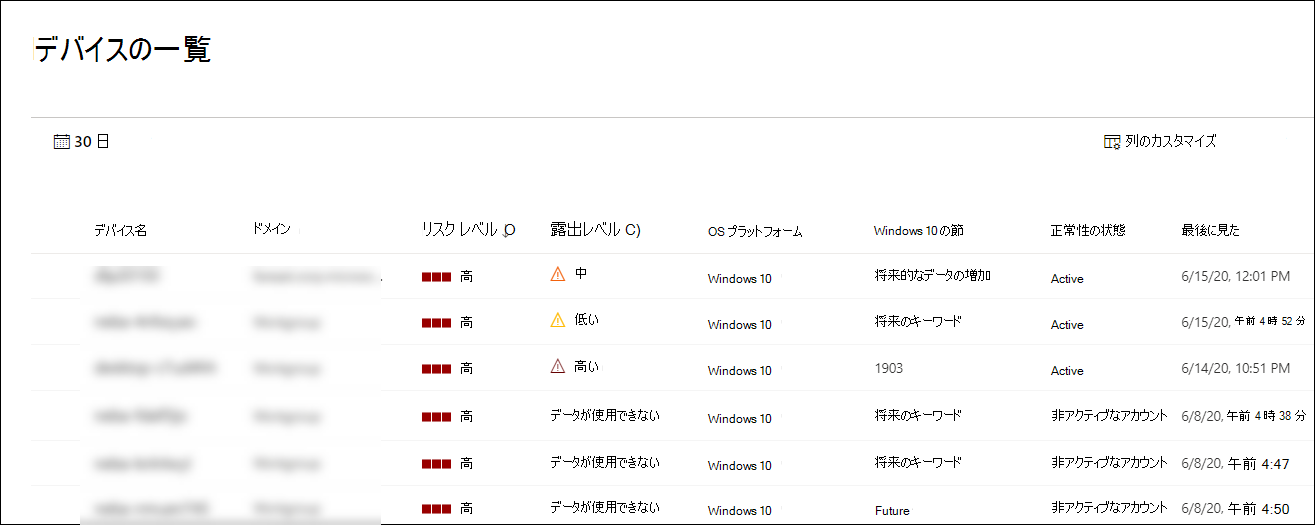 デバイスの一覧
30 日 列のカスタマイズ
デバイス名 ドメイン リスク レベル O 露出レベル C) OS プラットフォーム Windows 10 の節 正常性の状態 最後に見た
高 中 Windows 10 将来的なデータの増加 Active 6/15/20, 12:01 PM
高 低い Windows 10 将来のキーワード Active 6/15/20, 午前 4 時 52 分
高 高い Windows 10 1903 Active 6/14/20, 10:51 PM
高 データが使用できない Windows 10 将来のキーワード 非アクティブなアカウント 6/8/20, 午前 4 時 38 分
高 データが使用できない Windows 10 将来のキーワード 非アクティブなアカウント 6/8/20, 午前 4:47
高 データが使用できない Windows 10 Future 非アクティブなアカウント 6/8/20, 午前 4:50